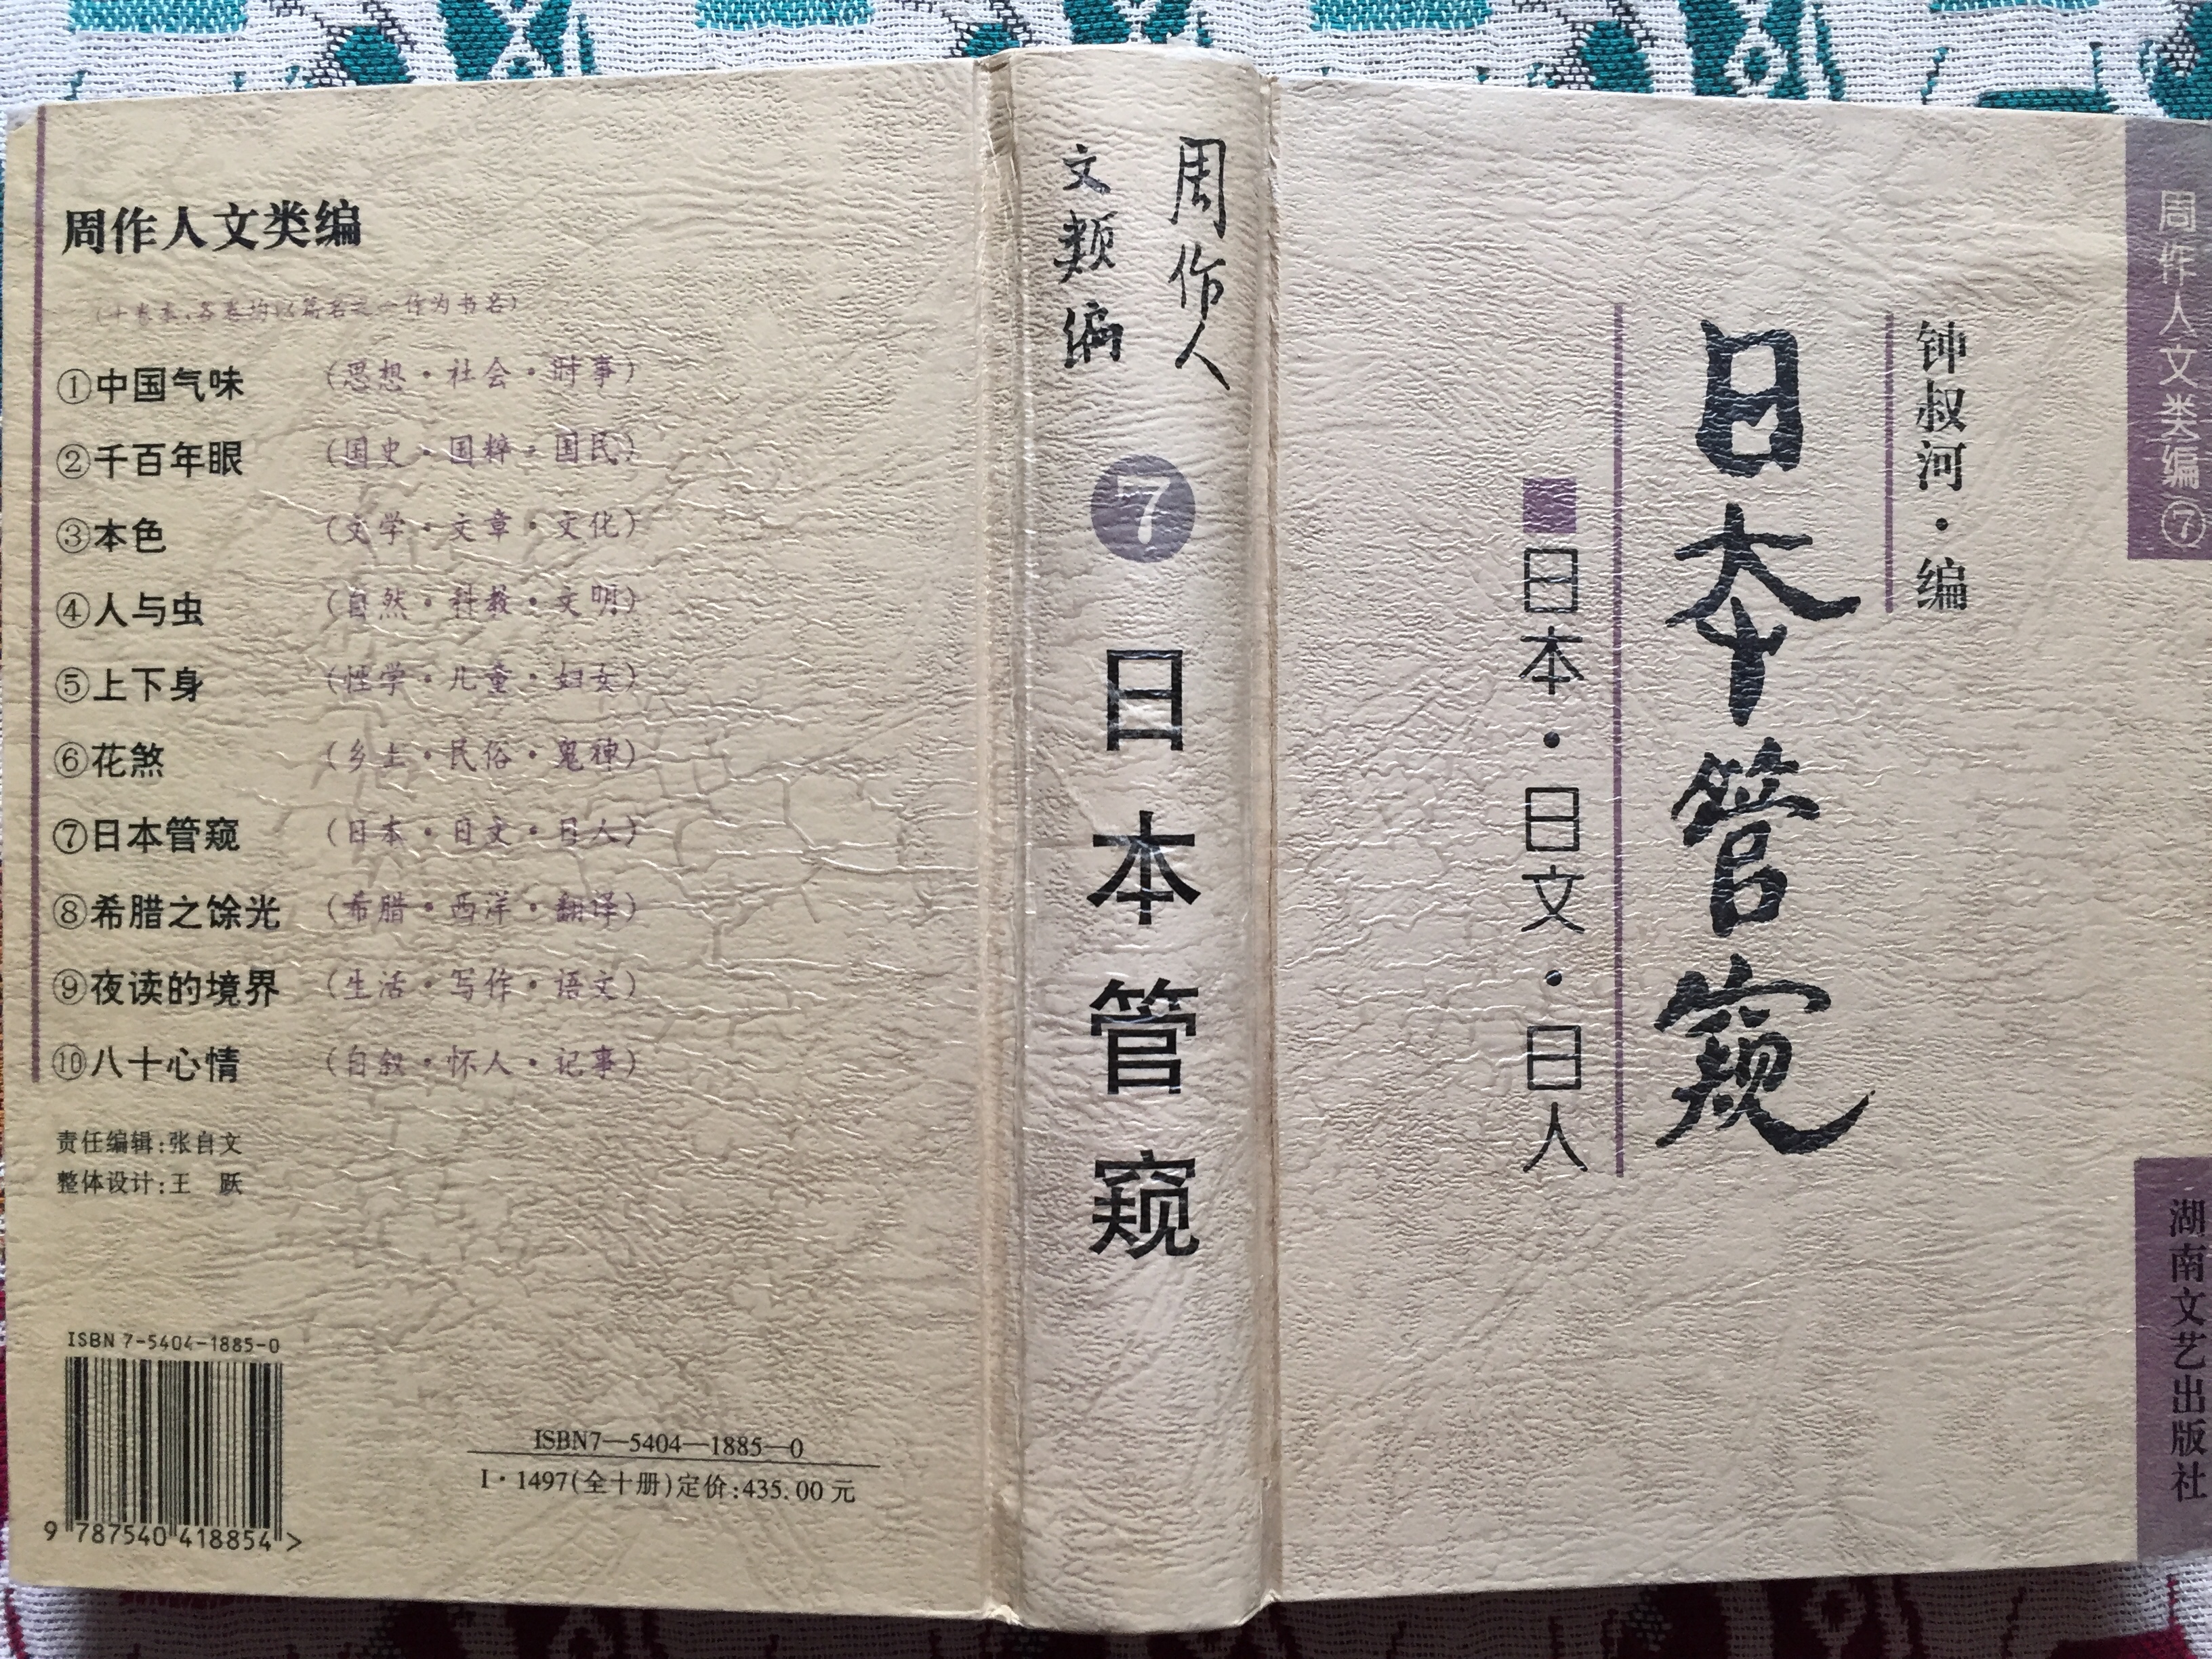 周作人文类编
（十卷本，各卷均以篇名之一作为书名）
①中国气味 （思想·社会·时事）
②千百年眼 （国史·国粹·国民）
③本色 （文学·文章·文化）
④人与虫 （自然·科教·文明）
⑤上下身 （性学·儿童·妇女）
⑥花煞 （乡土·民俗·鬼神）
⑦日本管窥 （日本·日文·日人）
⑧希腊之馀光 （希腊·西洋·翻译）
⑨夜读的境界 （生活·写作·语文）
⑩八十心情 （自叙·怀人·记事）
责任编辑:张自文
整体设计:王　跃
ISBN 7-5404-1885-0
9 787540 418854 >
ISBN7—5404—1885—0
I·1497(全十册)定价:435.00 元
周作人
文類编
7
日本管窥
周作人文类编⑦
钟叔河·编
日本管窥
日本·日文·日人
湖南文艺出版社